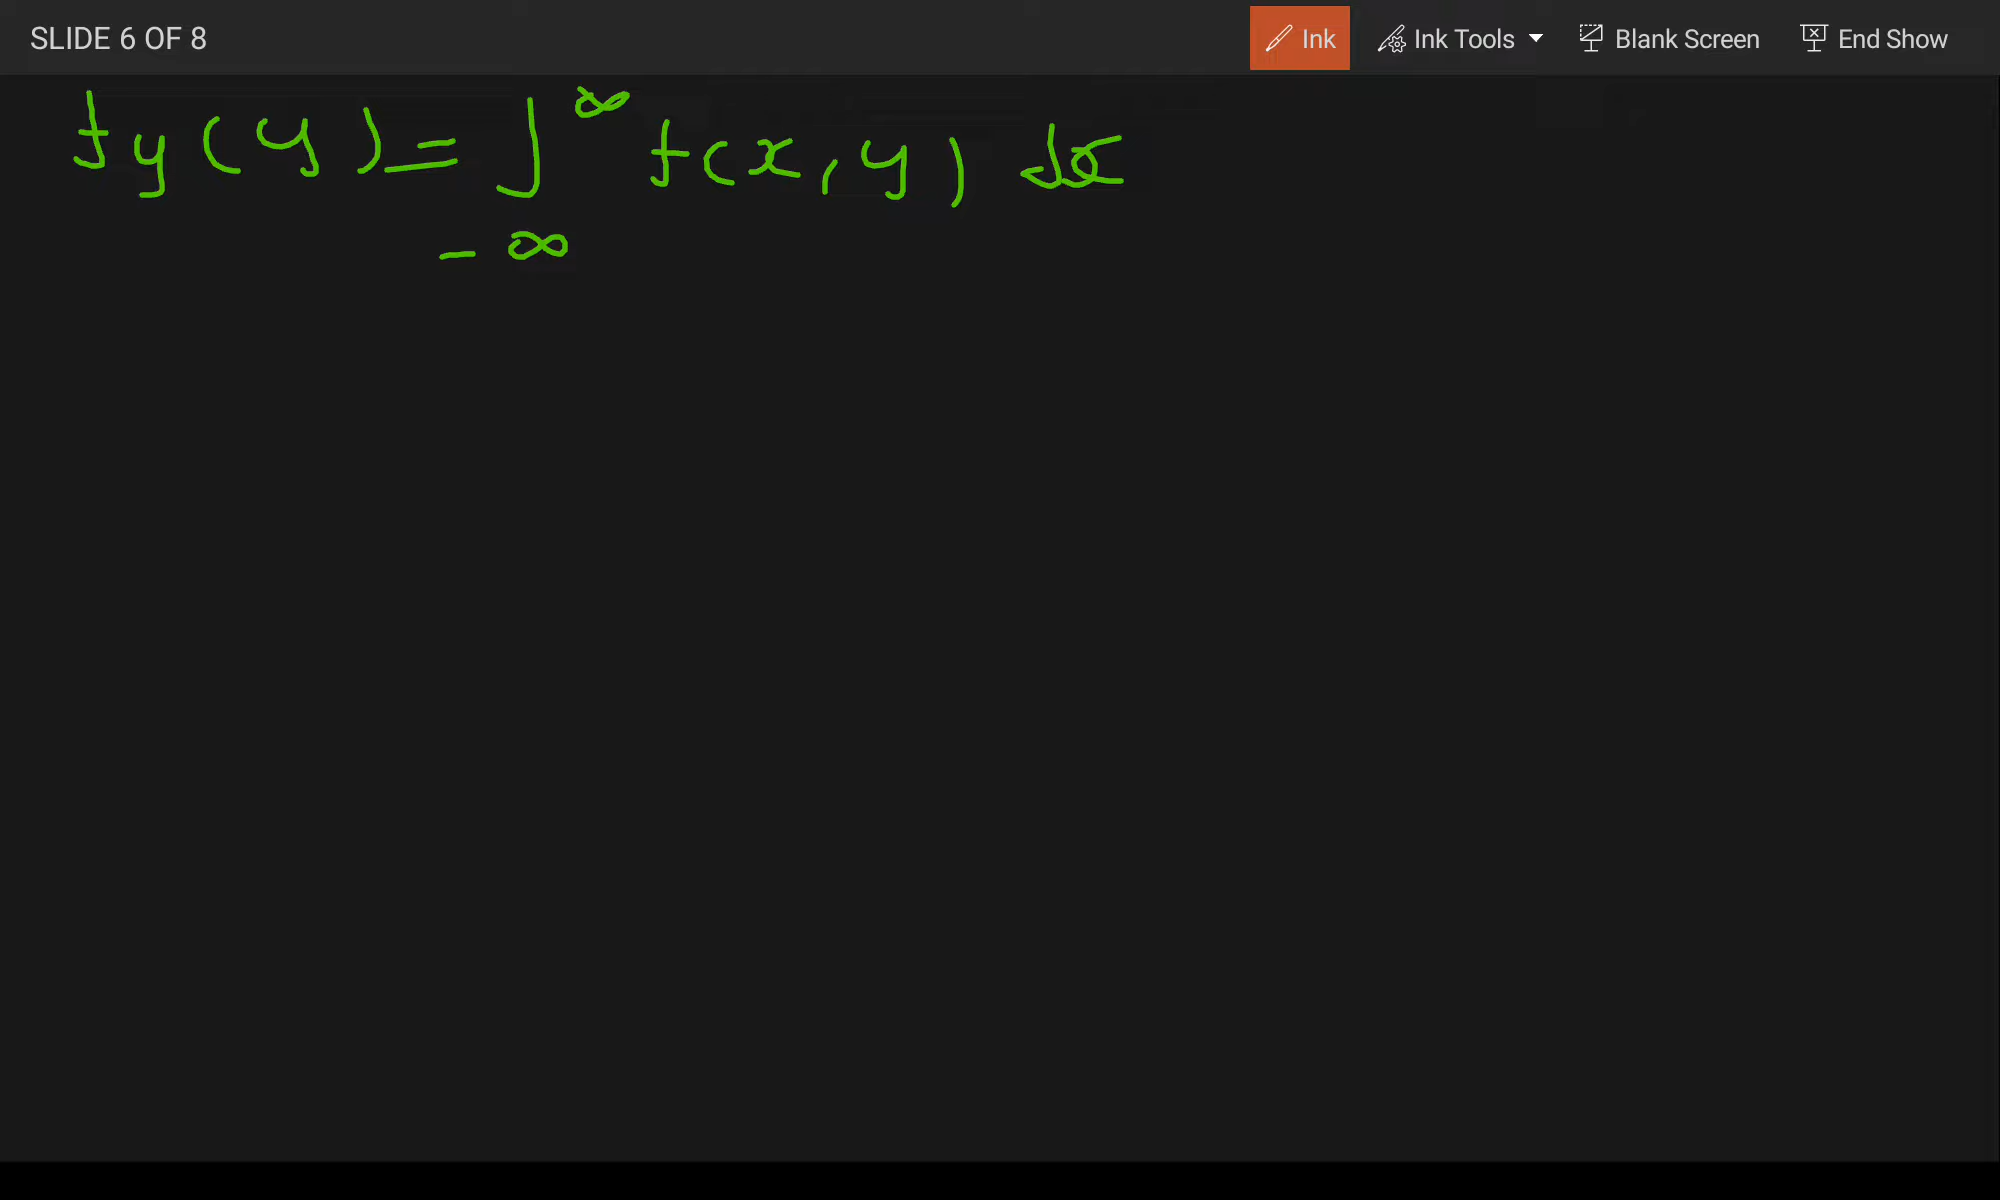 SLIDE 6 OF 8 Ink Ink Tools Blank Screen End Show
fy(y) = ∫ ∞ f(x,y) dx
- ∞